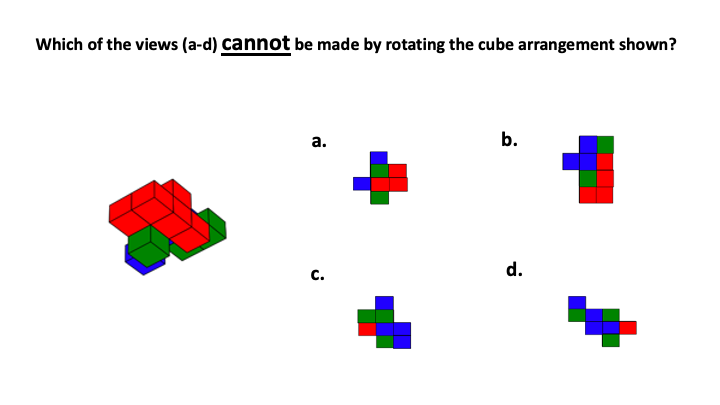 Which of the views (a-d) cannot be made by rotating the cube arrangement shown?
a.
b.
c.
d.